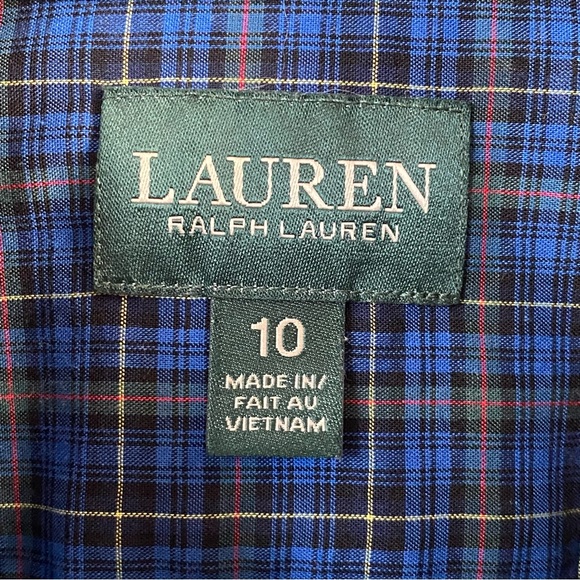 LAUREN
RALPH LAUREN
10
MADE IN/
FAIT AU
VIETNAM